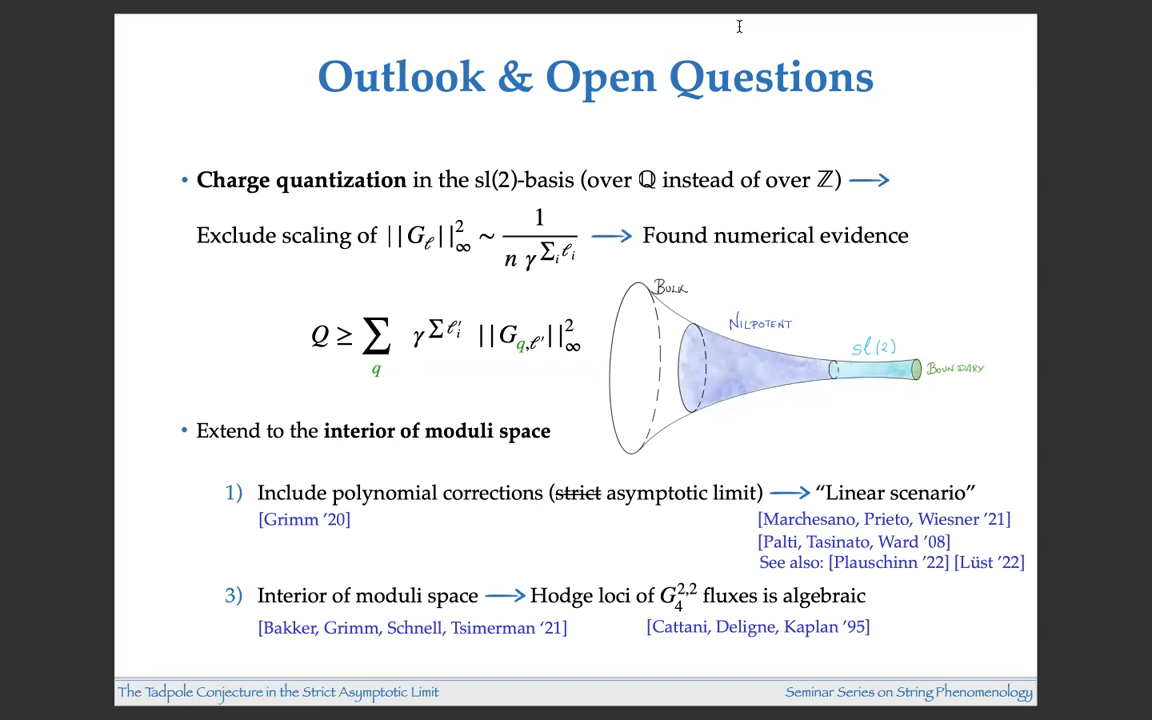 Outlook & Open Questions
• Charge quantization in the sl(2)-basis (over ℚ instead of over ℤ) ⟶
Exclude scaling of ||G_ℓ||²_∞ ~ 1 / (n γ^{Σ_i ℓ_i}) ⟶ Found numerical evidence
Q ≥ Σ_q γ^{Σ ℓ'_i} ||G_{q,ℓ'}||²_∞
BULK
NILPOTENT
sl(2)
BOUNDARY
• Extend to the interior of moduli space
1) Include polynomial corrections (strict asymptotic limit) ⟶ “Linear scenario”
[Grimm ’20]
[Marchesano, Prieto, Wiesner ’21]
[Palti, Tasinato, Ward ’08]
See also: [Plauschinn ’22] [Lüst ’22]
3) Interior of moduli space ⟶ Hodge loci of G_4^{2,2} fluxes is algebraic
[Bakker, Grimm, Schnell, Tsimerman ’21]
[Cattani, Deligne, Kaplan ’95]
The Tadpole Conjecture in the Strict Asymptotic Limit
Seminar Series on String Phenomenology